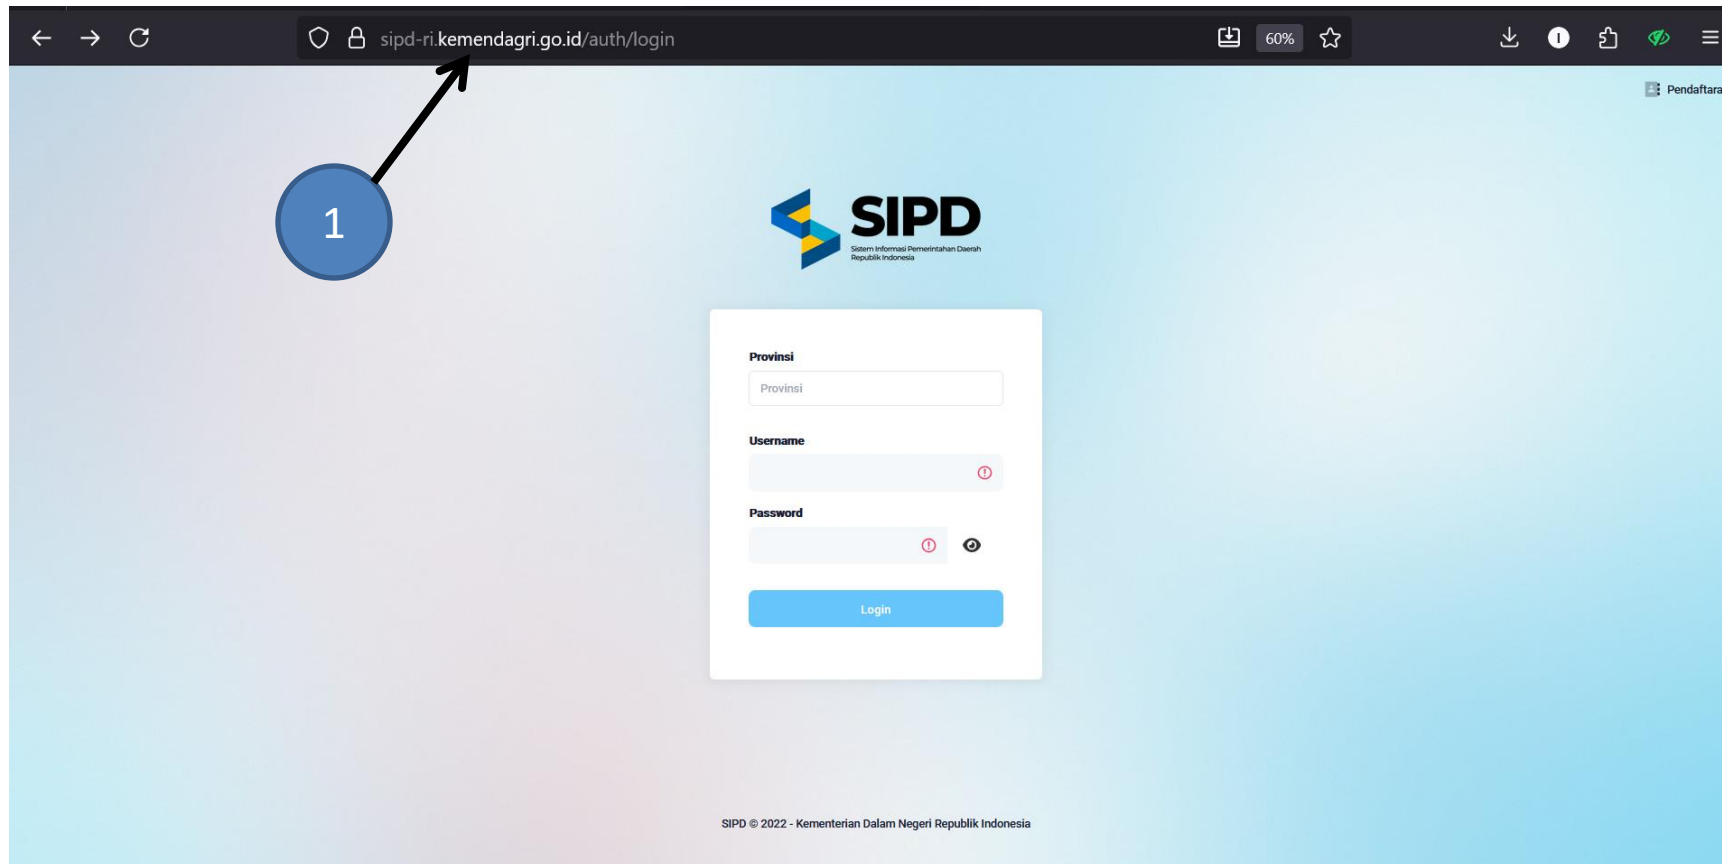 sipd-ri.kemendagri.go.id/auth/login
60%
Pendaftara
1
SIPD
Sistem Informasi Pemerintahan Daerah
Republik Indonesia
Provinsi
Provinsi
Username
Password
Login
SIPD © 2022 - Kementerian Dalam Negeri Republik Indonesia